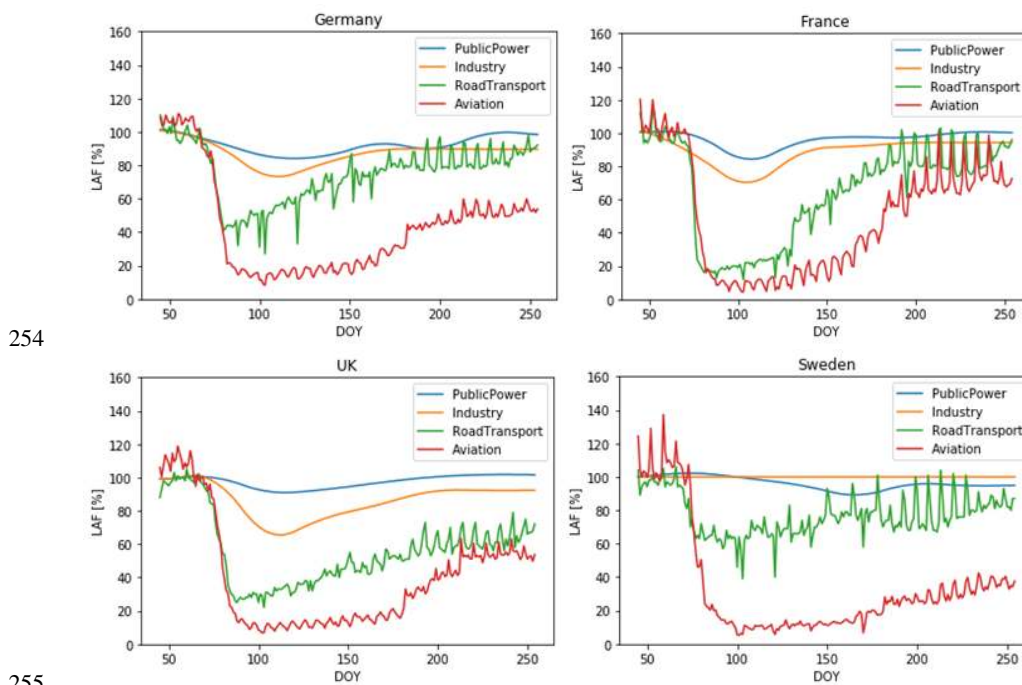 Germany
160
140
120
100
80
60
40
20
0
LAF [%]
50 100 150 200 250
DOY
PublicPower
Industry
RoadTransport
Aviation
France
160
140
120
100
80
60
40
20
0
LAF [%]
50 100 150 200 250
DOY
PublicPower
Industry
RoadTransport
Aviation
254
UK
160
140
120
100
80
60
40
20
0
LAF [%]
50 100 150 200 250
DOY
PublicPower
Industry
RoadTransport
Aviation
Sweden
160
140
120
100
80
60
40
20
0
LAF [%]
50 100 150 200 250
DOY
PublicPower
Industry
RoadTransport
Aviation
255